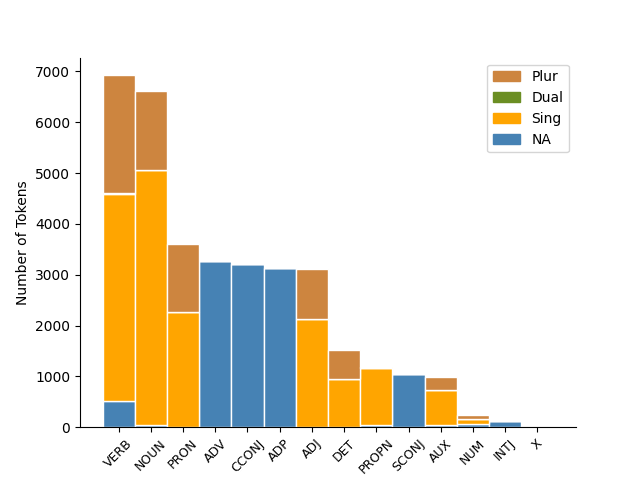 Plur
Dual
Sing
NA
Number of Tokens
7000
6000
5000
4000
3000
2000
1000
0
VERB
NOUN
PRON
ADV
CCONJ
ADP
ADJ
DET
PROPN
SCONJ
AUX
NUM
INTJ
X